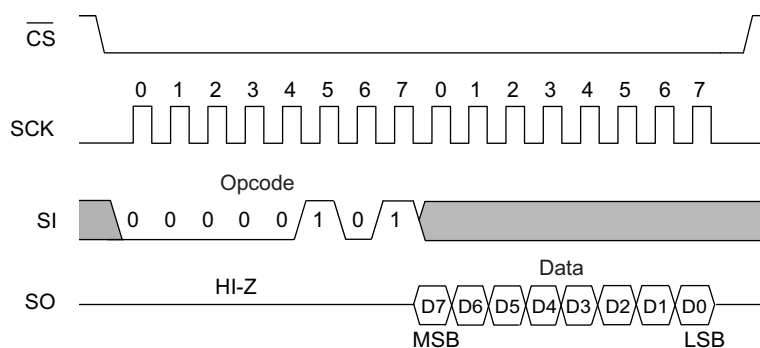 CS
0 1 2 3 4 5 6 7 0 1 2 3 4 5 6 7
SCK
Opcode
SI 0 0 0 0 0 1 0 1
Data
HI-Z
SO D7 D6 D5 D4 D3 D2 D1 D0
MSB LSB